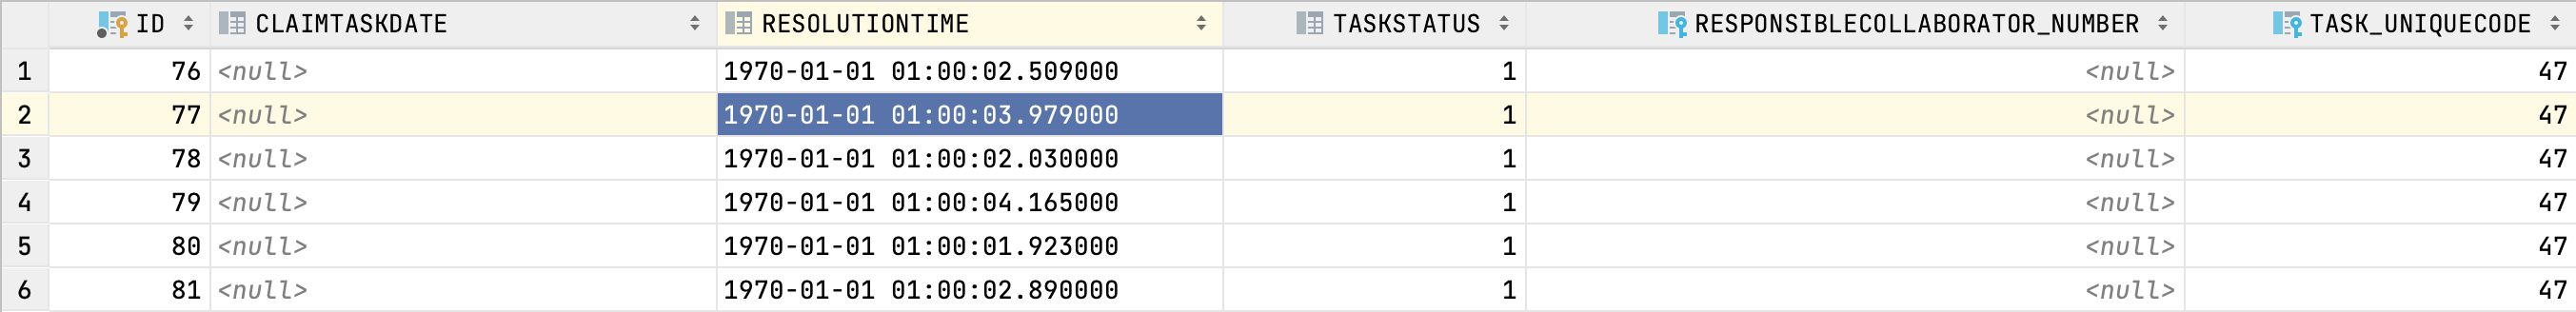 ID CLAIMTASKDATE RESOLUTIONTIME TASKSTATUS RESPONSIBLECOLLABORATOR_NUMBER TASK_UNIQUECODE
1 76 <null> 1970-01-01 01:00:02.509000 1 <null> 47
2 77 <null> 1970-01-01 01:00:03.979000 1 <null> 47
3 78 <null> 1970-01-01 01:00:02.030000 1 <null> 47
4 79 <null> 1970-01-01 01:00:04.165000 1 <null> 47
5 80 <null> 1970-01-01 01:00:01.923000 1 <null> 47
6 81 <null> 1970-01-01 01:00:02.890000 1 <null> 47